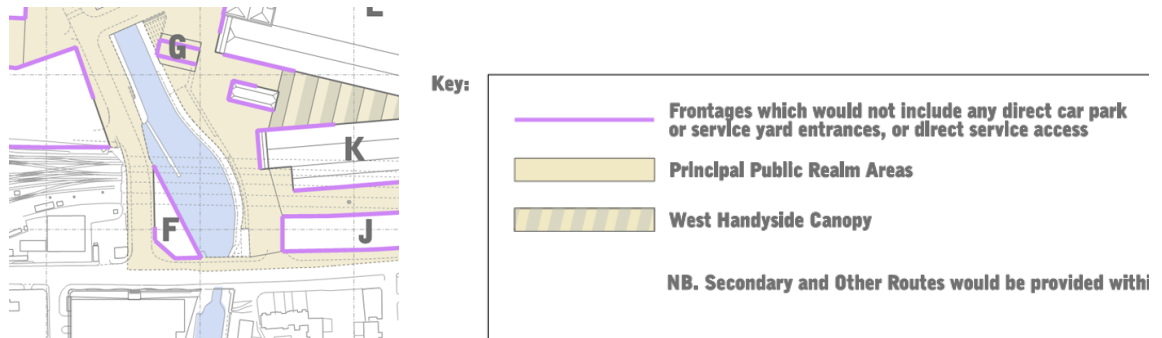 L
G
K
F
J
Key:
Frontages which would not include any direct car park
or service yard entrances, or direct service access
Principal Public Realm Areas
West Handyside Canopy
NB. Secondary and Other Routes would be provided withi